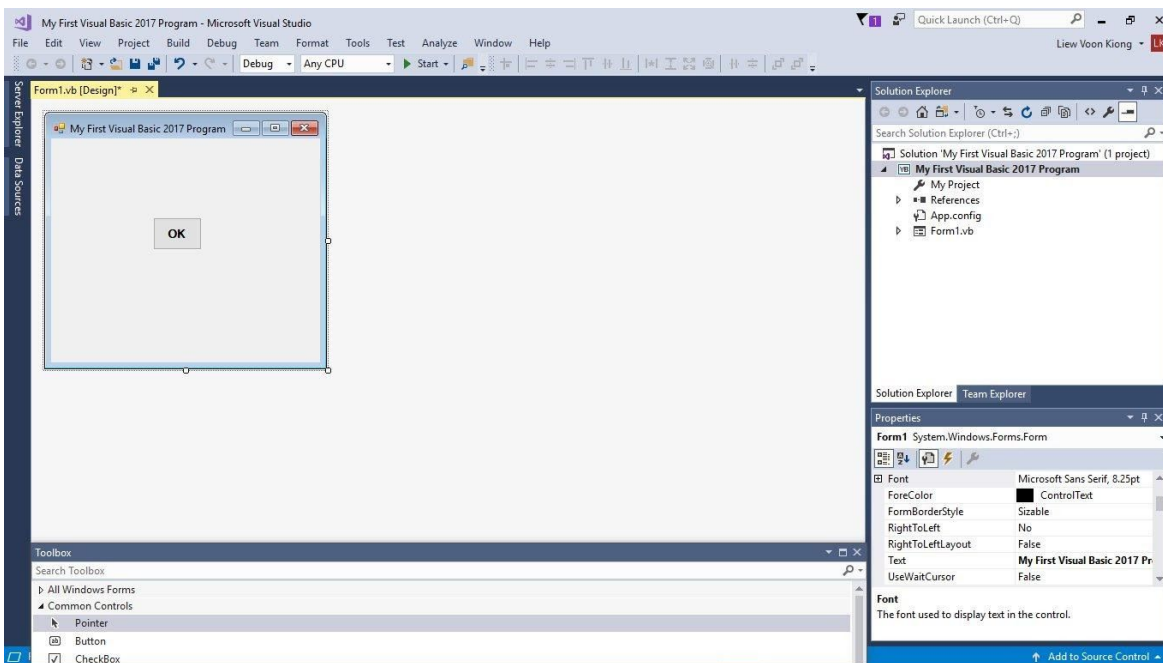 My First Visual Basic 2017 Program - Microsoft Visual Studio
1
Quick Launch (Ctrl+Q)
File Edit View Project Build Debug Team Format Tools Test Analyze Window Help
Liew Voon Kiong
LK
Debug Any CPU Start
Server Explorer
Data Sources
Form1.vb [Design]*
My First Visual Basic 2017 Program
OK
Toolbox
Search Toolbox
All Windows Forms
Common Controls
Pointer
Button
CheckBox
Solution Explorer
Search Solution Explorer (Ctrl+;)
Solution 'My First Visual Basic 2017 Program' (1 project)
VB My First Visual Basic 2017 Program
My Project
References
App.config
Form1.vb
Solution Explorer Team Explorer
Properties
Form1 System.Windows.Forms.Form
Font Microsoft Sans Serif, 8.25pt
ForeColor ControlText
FormBorderStyle Sizable
RightToLeft No
RightToLeftLayout False
Text My First Visual Basic 2017 Pr
UseWaitCursor False
Font
The font used to display text in the control.
Add to Source Control